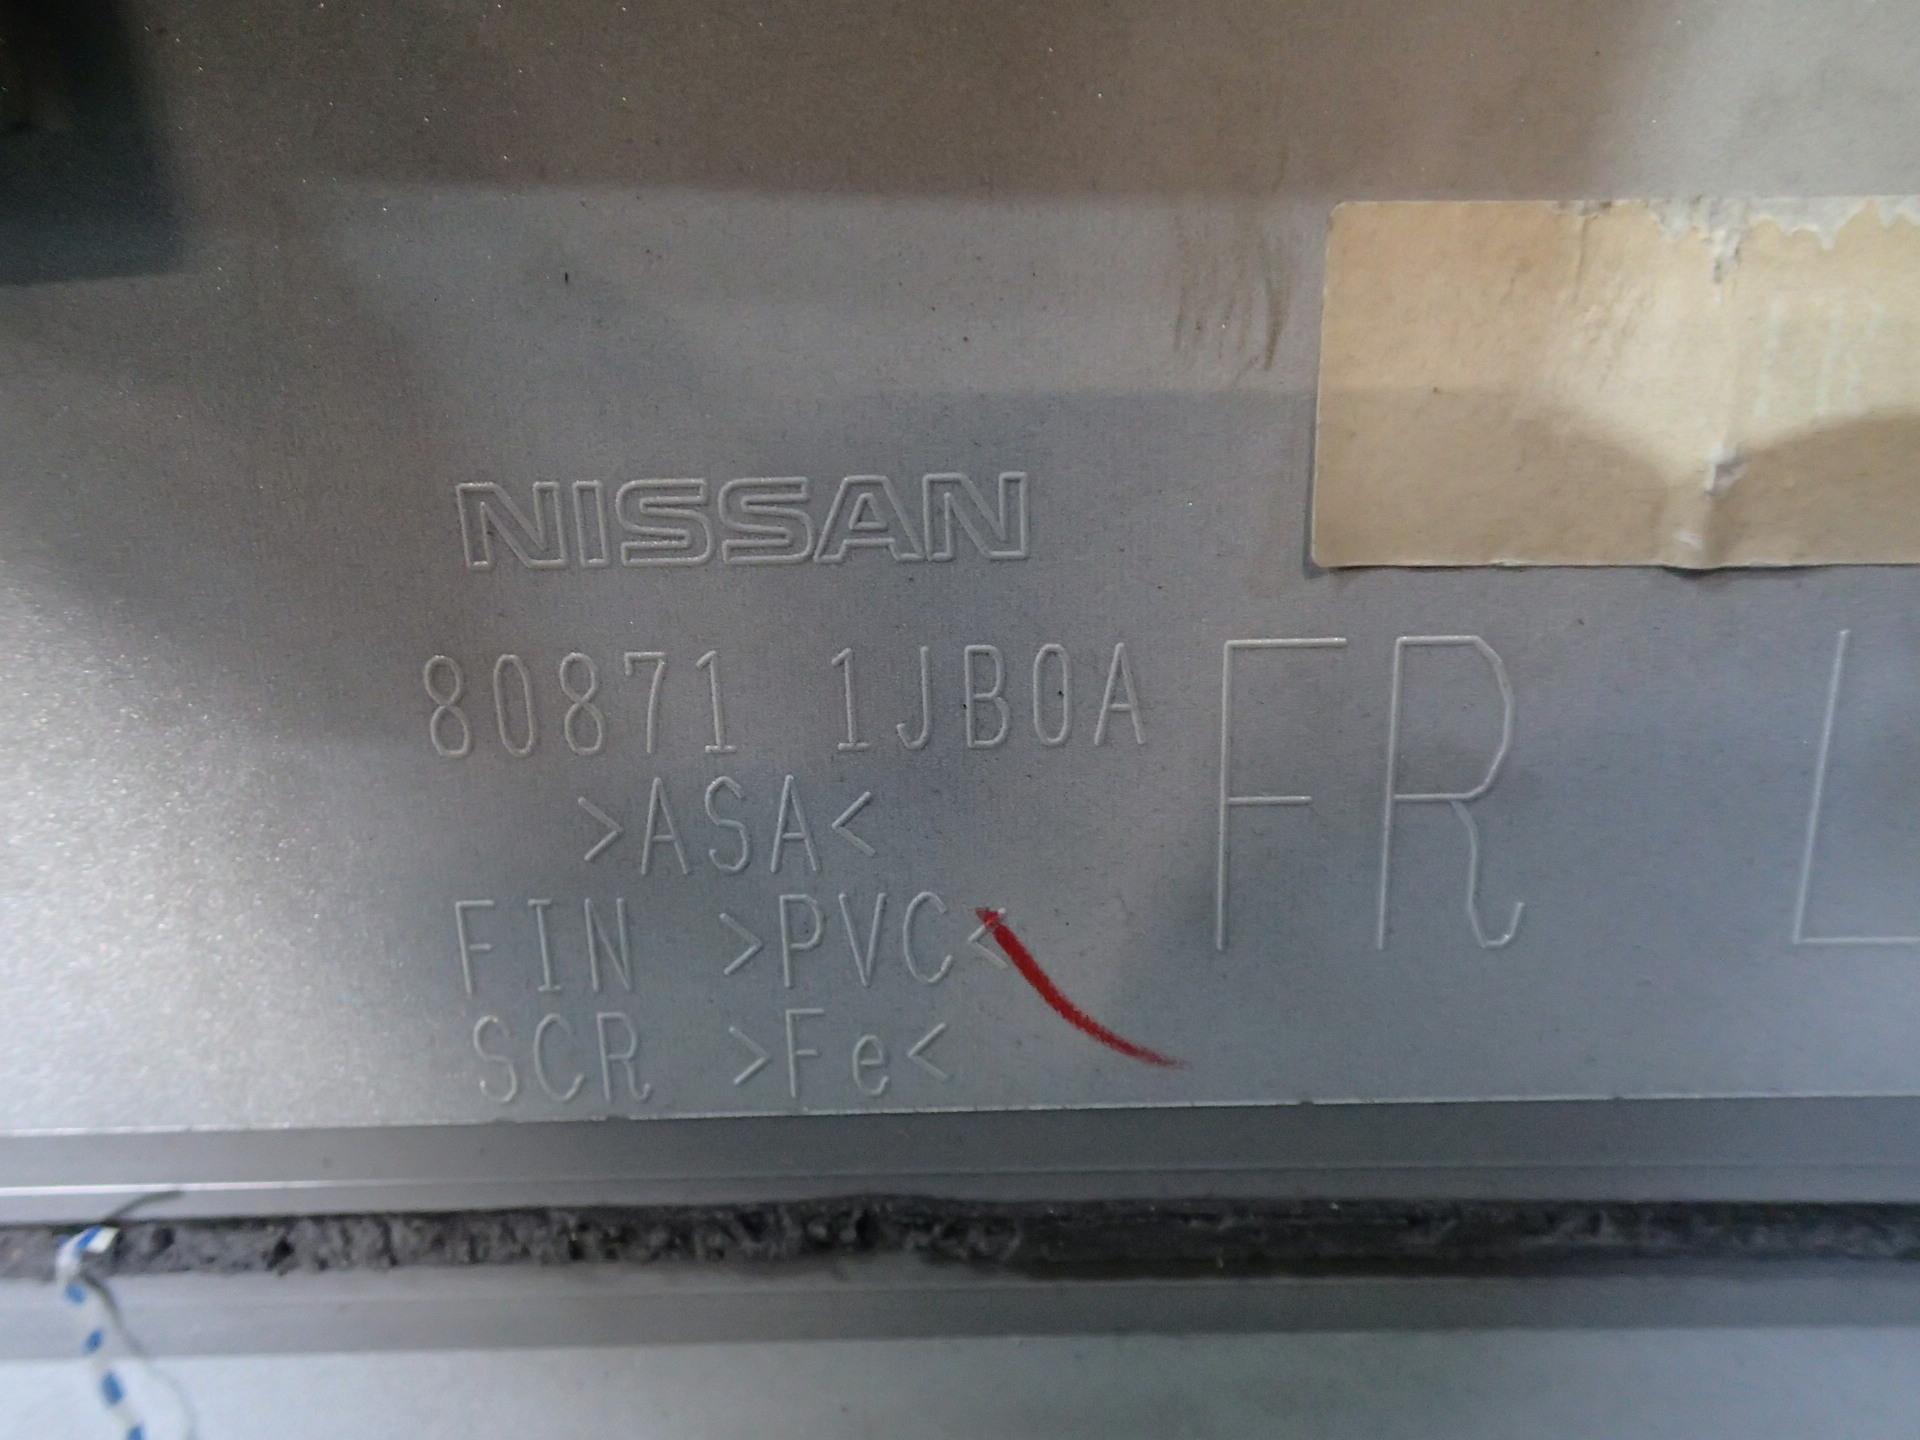 NISSAN
80871 1JB0A FR L
>ASA<
FIN >PVC<
SCR >Fe<